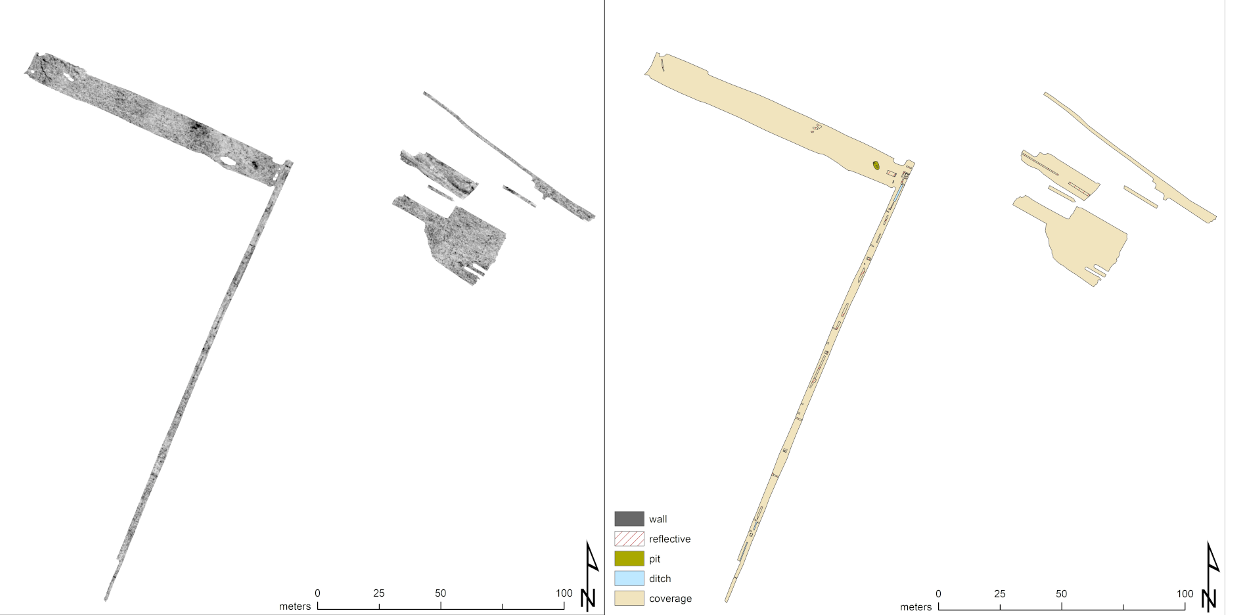 0 25 50 100
meters
N
wall
reflective
pit
ditch
coverage
0 25 50 100
meters
N